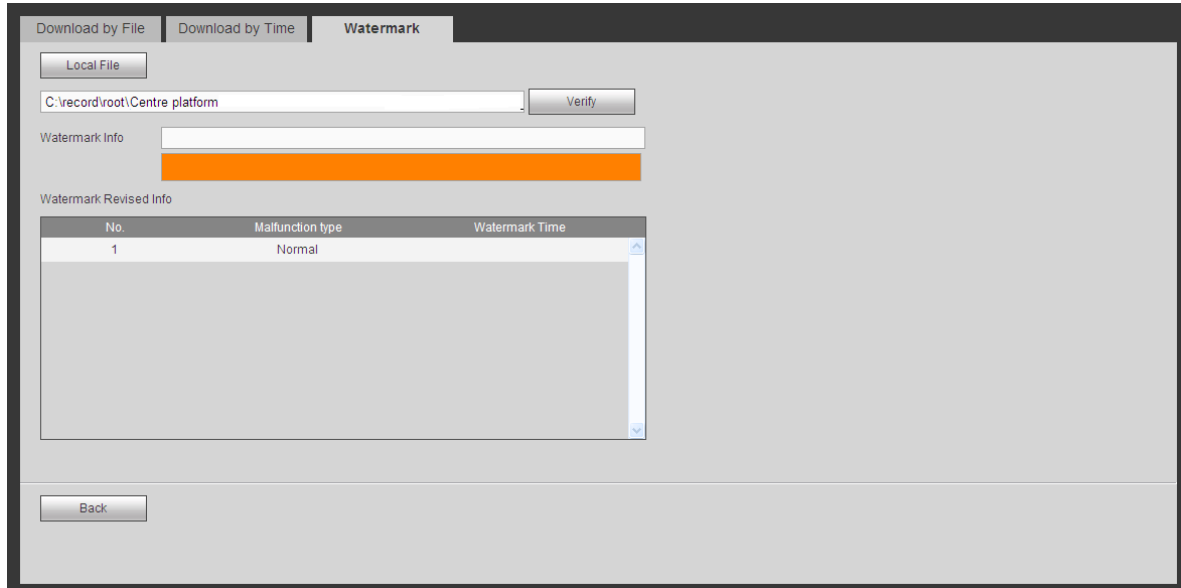 Download by File Download by Time Watermark
Local File
C:\record\root\Centre platform Verify
Watermark Info
Watermark Revised Info
No. Malfunction type Watermark Time
1 Normal
Back